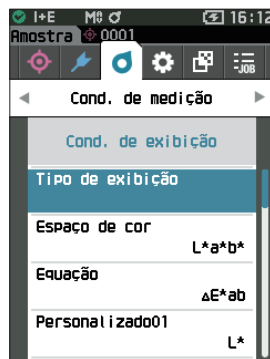 I+E M0 16:12
Amostra 0001
-JOB
Cond. de medição
Cond. de exibição
Tipo de exibição
Espaço de cor
L*a*b*
Equação
ΔE*ab
Personalizado01
L*